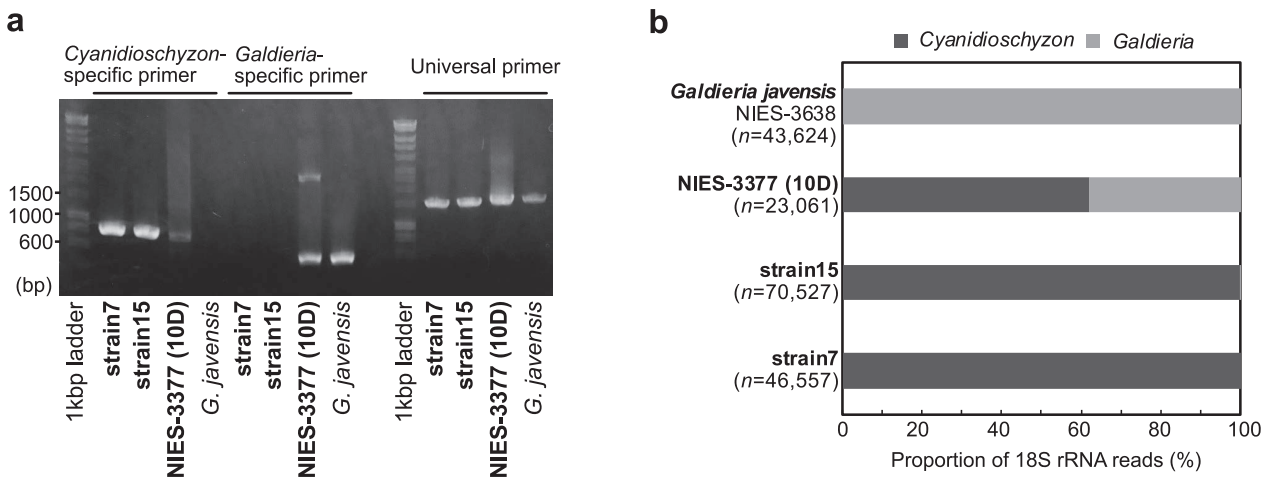 a
Cyanidioschyzon-
specific primer
Galdieria-
specific primer
Universal primer
1500
1000
600
(bp)
1kbp ladder
strain7
strain15
NIES-3377 (10D)
G. javensis
strain7
strain15
NIES-3377 (10D)
G. javensis
1kbp ladder
strain7
strain15
NIES-3377 (10D)
G. javensis
b
Cyanidioschyzon
Galdieria
Galdieria javensis
NIES-3638
(n=43,624)
NIES-3377 (10D)
(n=23,061)
strain15
(n=70,527)
strain7
(n=46,557)
0 20 40 60 80 100
Proportion of 18S rRNA reads (%)